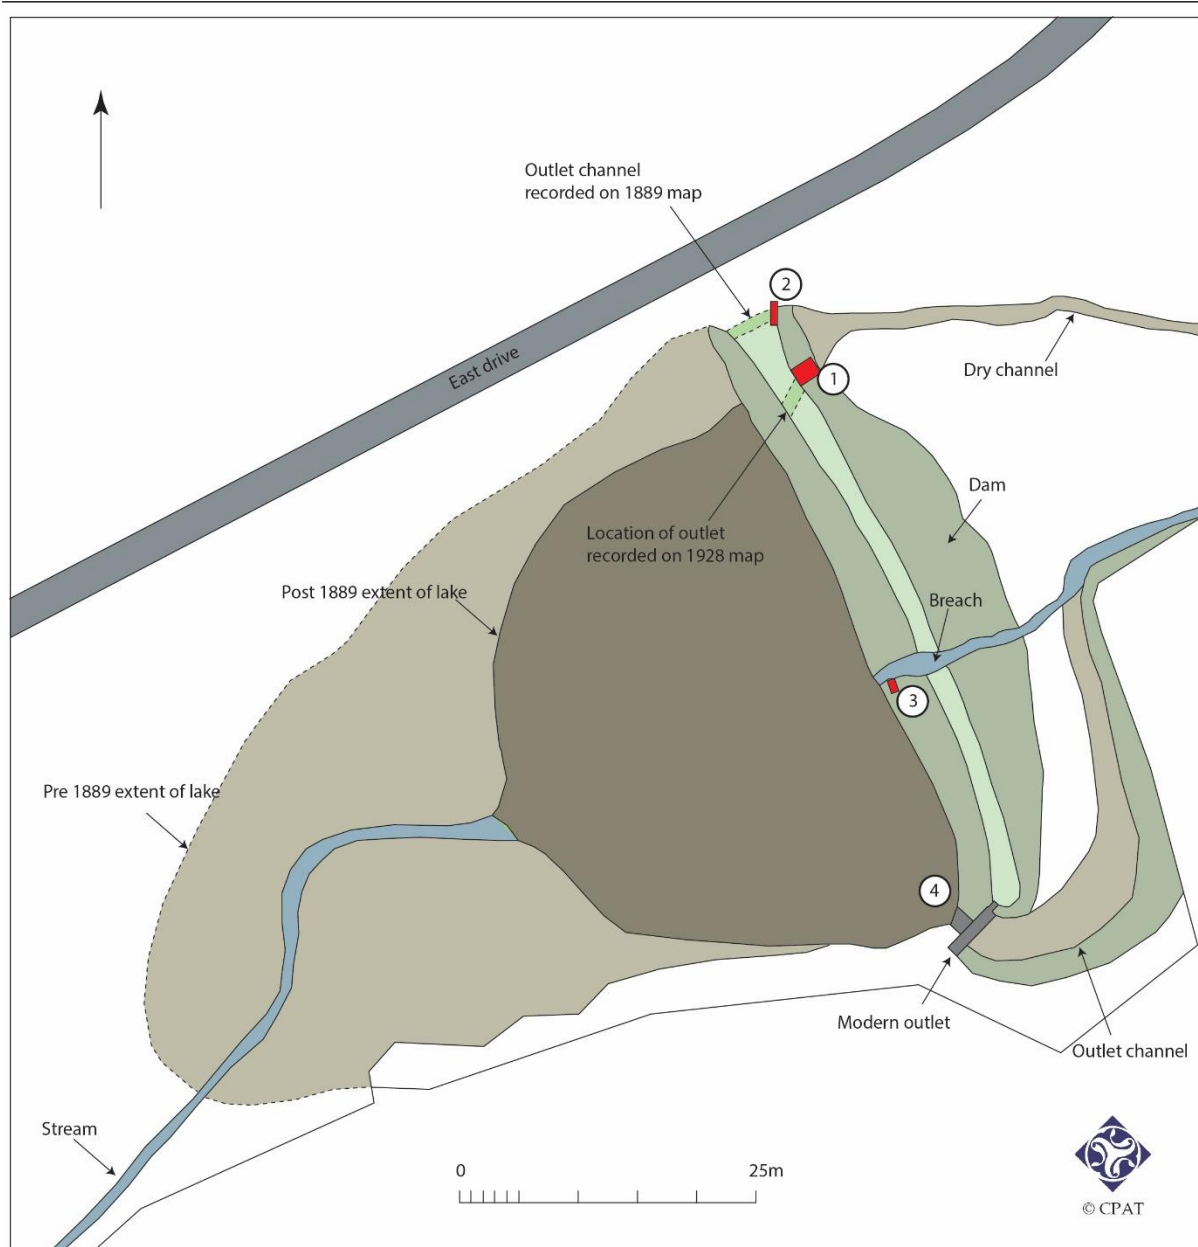 Outlet channel
recorded on 1889 map
2
East drive
1
Dry channel
Dam
Location of outlet
recorded on 1928 map
Post 1889 extent of lake
Breach
3
Pre 1889 extent of lake
4
Modern outlet
Outlet channel
Stream
0 25m
© CPAT